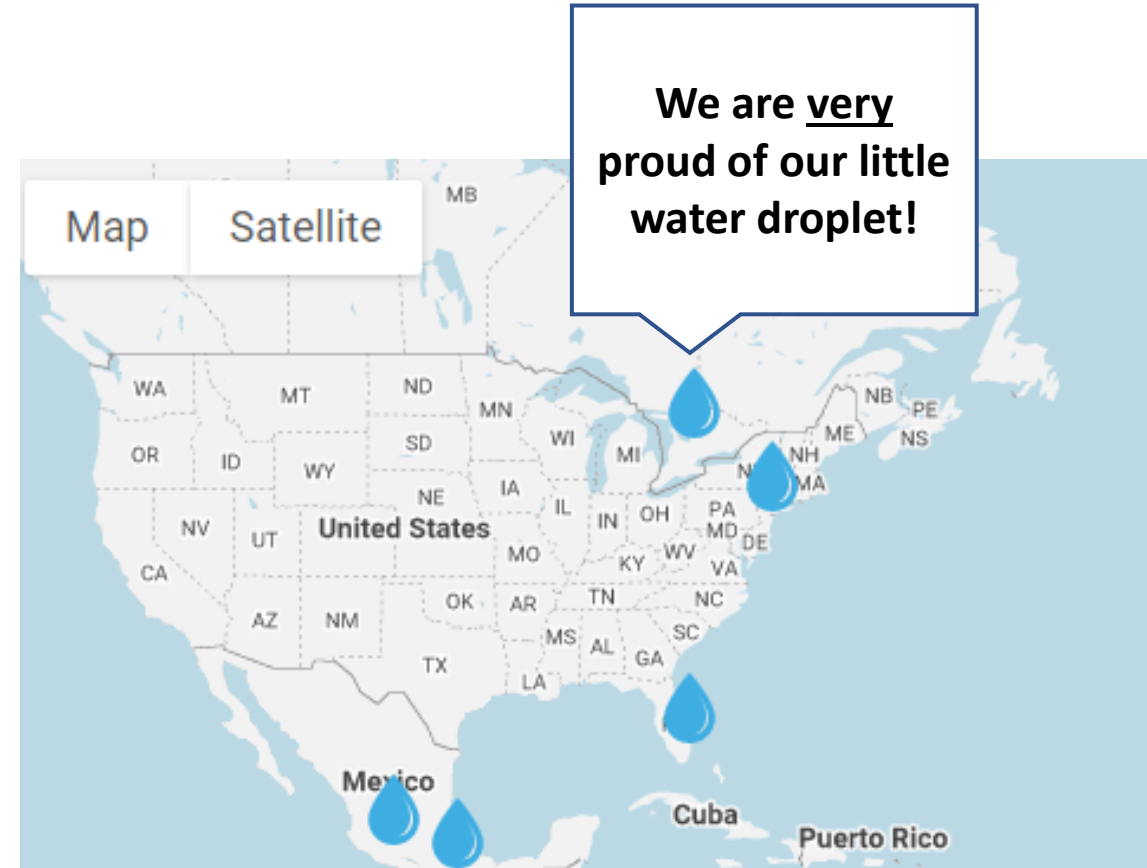 We are very
proud of our little
water droplet!
Map
Satellite
MB
WA
MT
ND
MN
NB
PE
OR
ID
WY
SD
WI
MI
ME
NS
NH
MA
NV
UT
United States
NE
IA
IL
IN
OH
PA
MD
DE
CA
MO
KY
WV
VA
AZ
NM
OK
AR
TN
NC
TX
MS
AL
GA
SC
LA
Mexico
Cuba
Puerto Rico